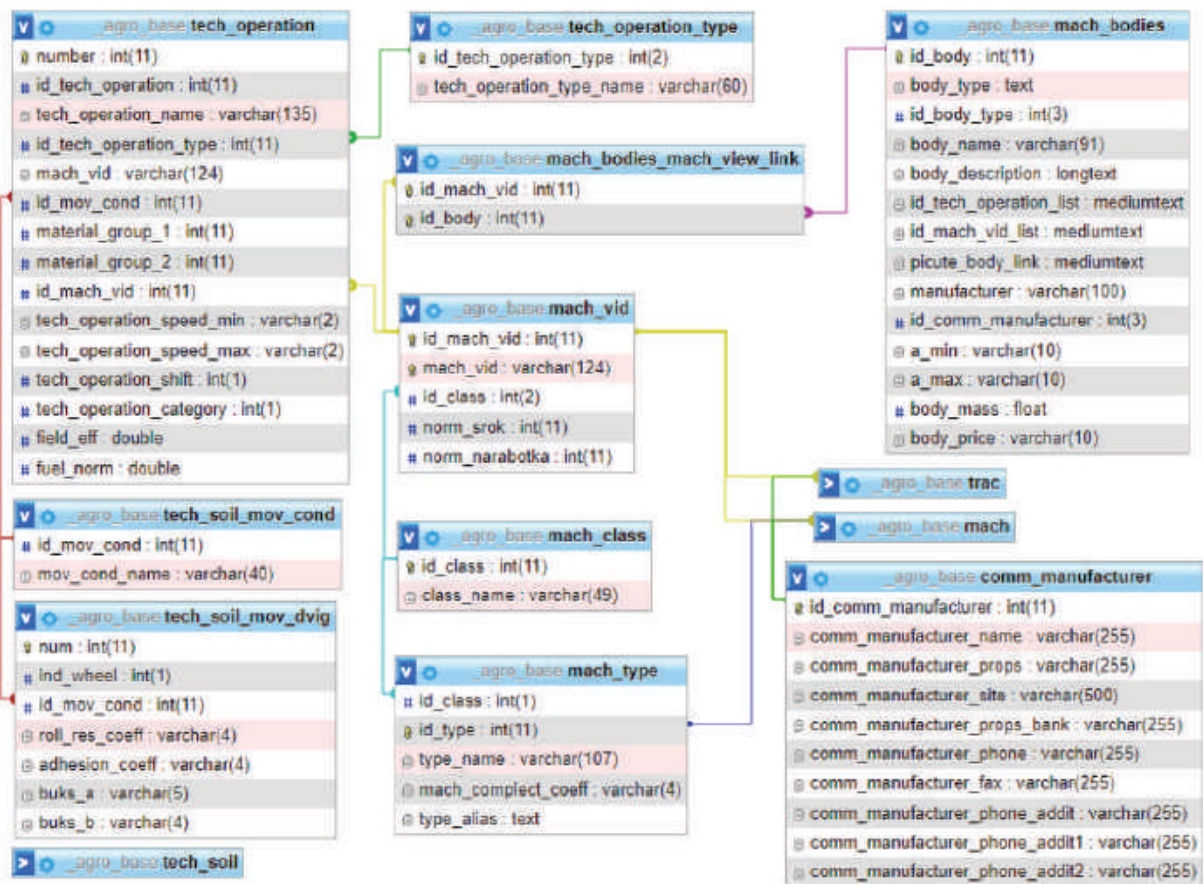 _agro_base tech_operation
number : int(11)
id_tech_operation : int(11)
tech_operation_name : varchar(135)
id_tech_operation_type : int(11)
mach_vid : varchar(124)
id_mov_cond : int(11)
material_group_1 : int(11)
material_group_2 : int(11)
id_mach_vid : int(11)
tech_operation_speed_min : varchar(2)
tech_operation_speed_max : varchar(2)
tech_operation_shift : int(1)
tech_operation_category : int(1)
field_eff : double
fuel_norm : double
_agro_base tech_soil_mov_cond
id_mov_cond : int(11)
mov_cond_name : varchar(40)
_agro_base tech_soil_mov_dvig
num : int(11)
ind_wheel : int(1)
id_mov_cond : int(11)
roll_res_coeff : varchar(4)
adhesion_coeff : varchar(4)
buks_a : varchar(5)
buks_b : varchar(4)
_agro_base tech_soil
_agro_base tech_operation_type
id_tech_operation_type : int(2)
tech_operation_type_name : varchar(60)
_agro_base mach_bodies_mach_view_link
id_mach_vid : int(11)
id_body : int(11)
_agro_base mach_vid
id_mach_vid : int(11)
mach_vid : varchar(124)
id_class : int(2)
norm_srok : int(11)
norm_narabotka : int(11)
_agro_base mach_class
id_class : int(11)
class_name : varchar(49)
_agro_base mach_type
id_class : int(1)
id_type : int(11)
type_name : varchar(107)
mach_complect_coeff : varchar(4)
type_alias : text
_agro_base mach_bodies
id_body : int(11)
body_type : text
id_body_type : int(3)
body_name : varchar(91)
body_description : longtext
id_tech_operation_list : mediumtext
id_mach_vid_list : mediumtext
picute_body_link : mediumtext
manufacturer : varchar(100)
id_comm_manufacturer : int(3)
a_min : varchar(10)
a_max : varchar(10)
body_mass : float
body_price : varchar(10)
_agro_base trac
_agro_base mach
_agro_base comm_manufacturer
id_comm_manufacturer : int(11)
comm_manufacturer_name : varchar(255)
comm_manufacturer_props : varchar(255)
comm_manufacturer_site : varchar(500)
comm_manufacturer_props_bank : varchar(255)
comm_manufacturer_phone : varchar(255)
comm_manufacturer_fax : varchar(255)
comm_manufacturer_phone_addit : varchar(255)
comm_manufacturer_phone_addit1 : varchar(255)
comm_manufacturer_phone_addit2 : varchar(255)